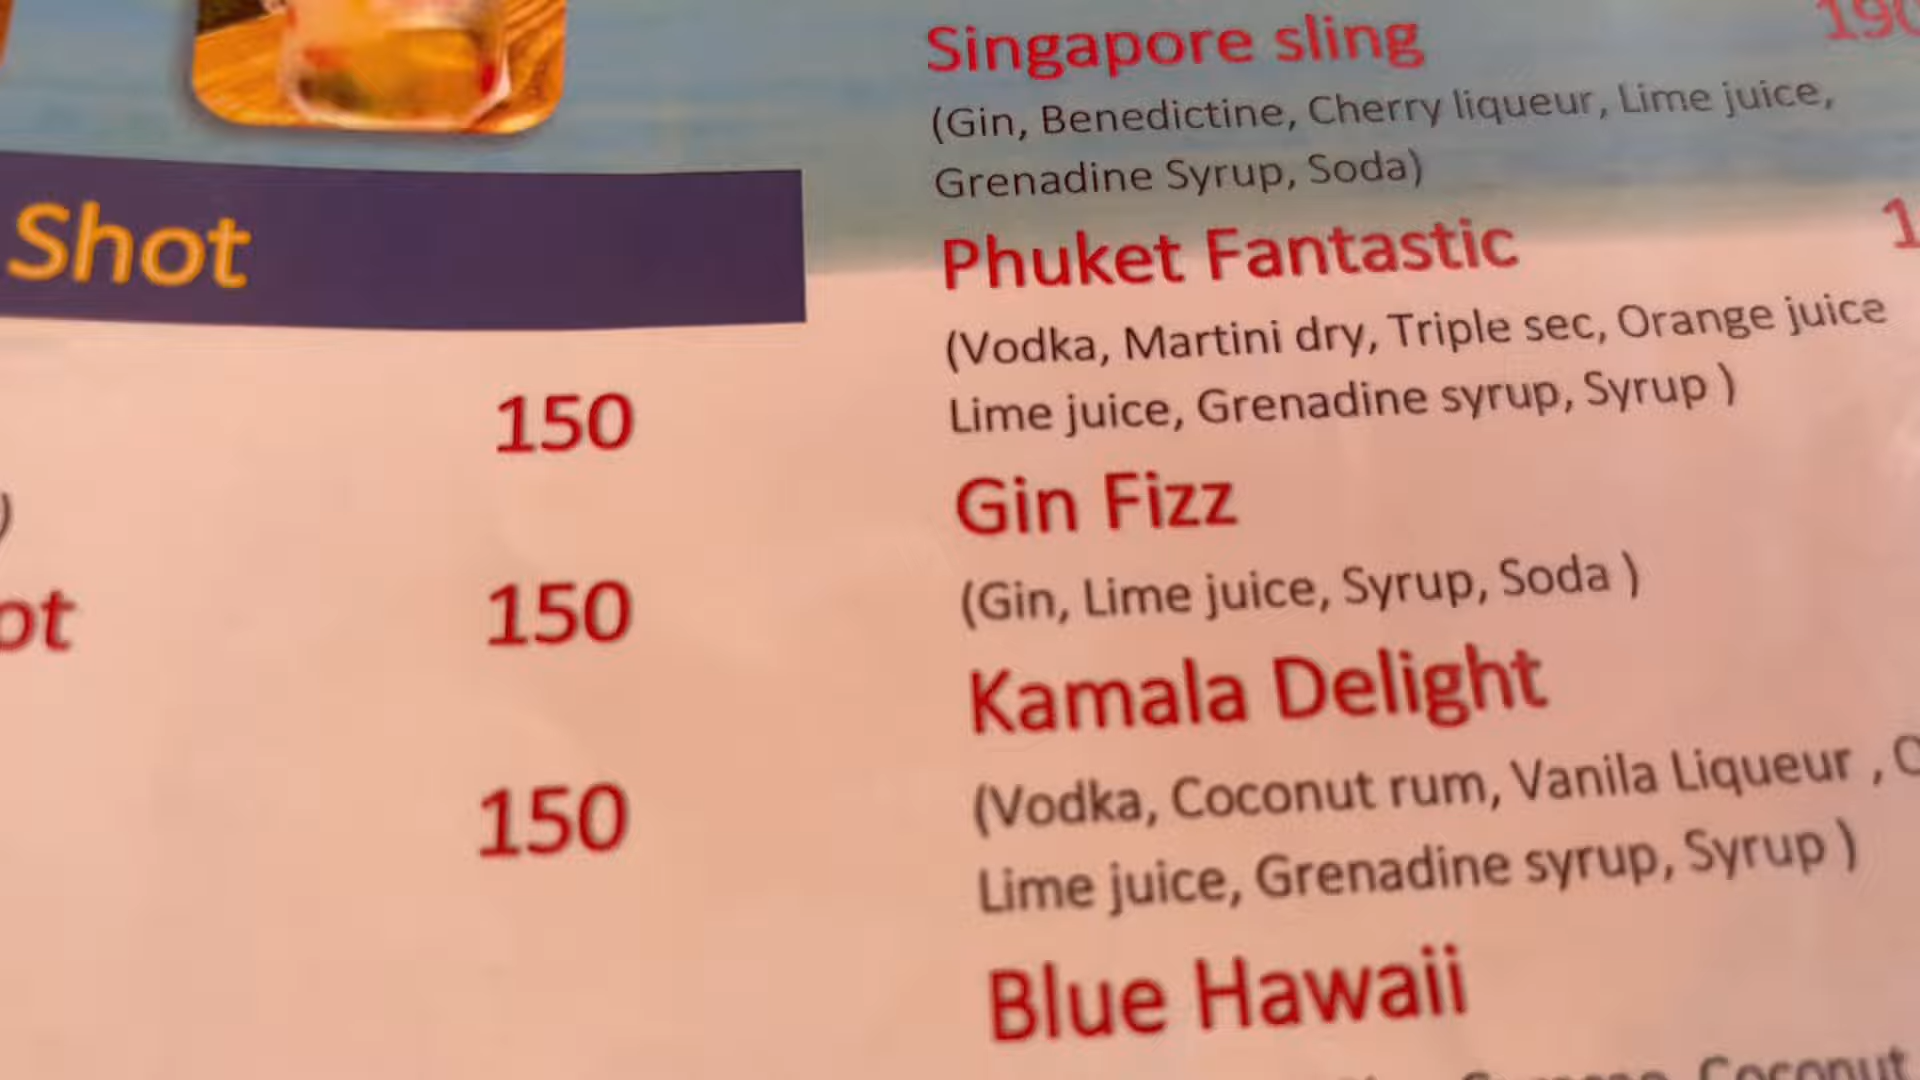 Shot
150
)
150
150
Singapore sling 190
(Gin, Benedictine, Cherry liqueur, Lime juice,
Grenadine Syrup, Soda)
Phuket Fantastic
(Vodka, Martini dry, Triple sec, Orange juice
Lime juice, Grenadine syrup, Syrup )
Gin Fizz
(Gin, Lime juice, Syrup, Soda )
Kamala Delight
(Vodka, Coconut rum, Vanila Liqueur ,
Lime juice, Grenadine syrup, Syrup )
Blue Hawaii
Coconut